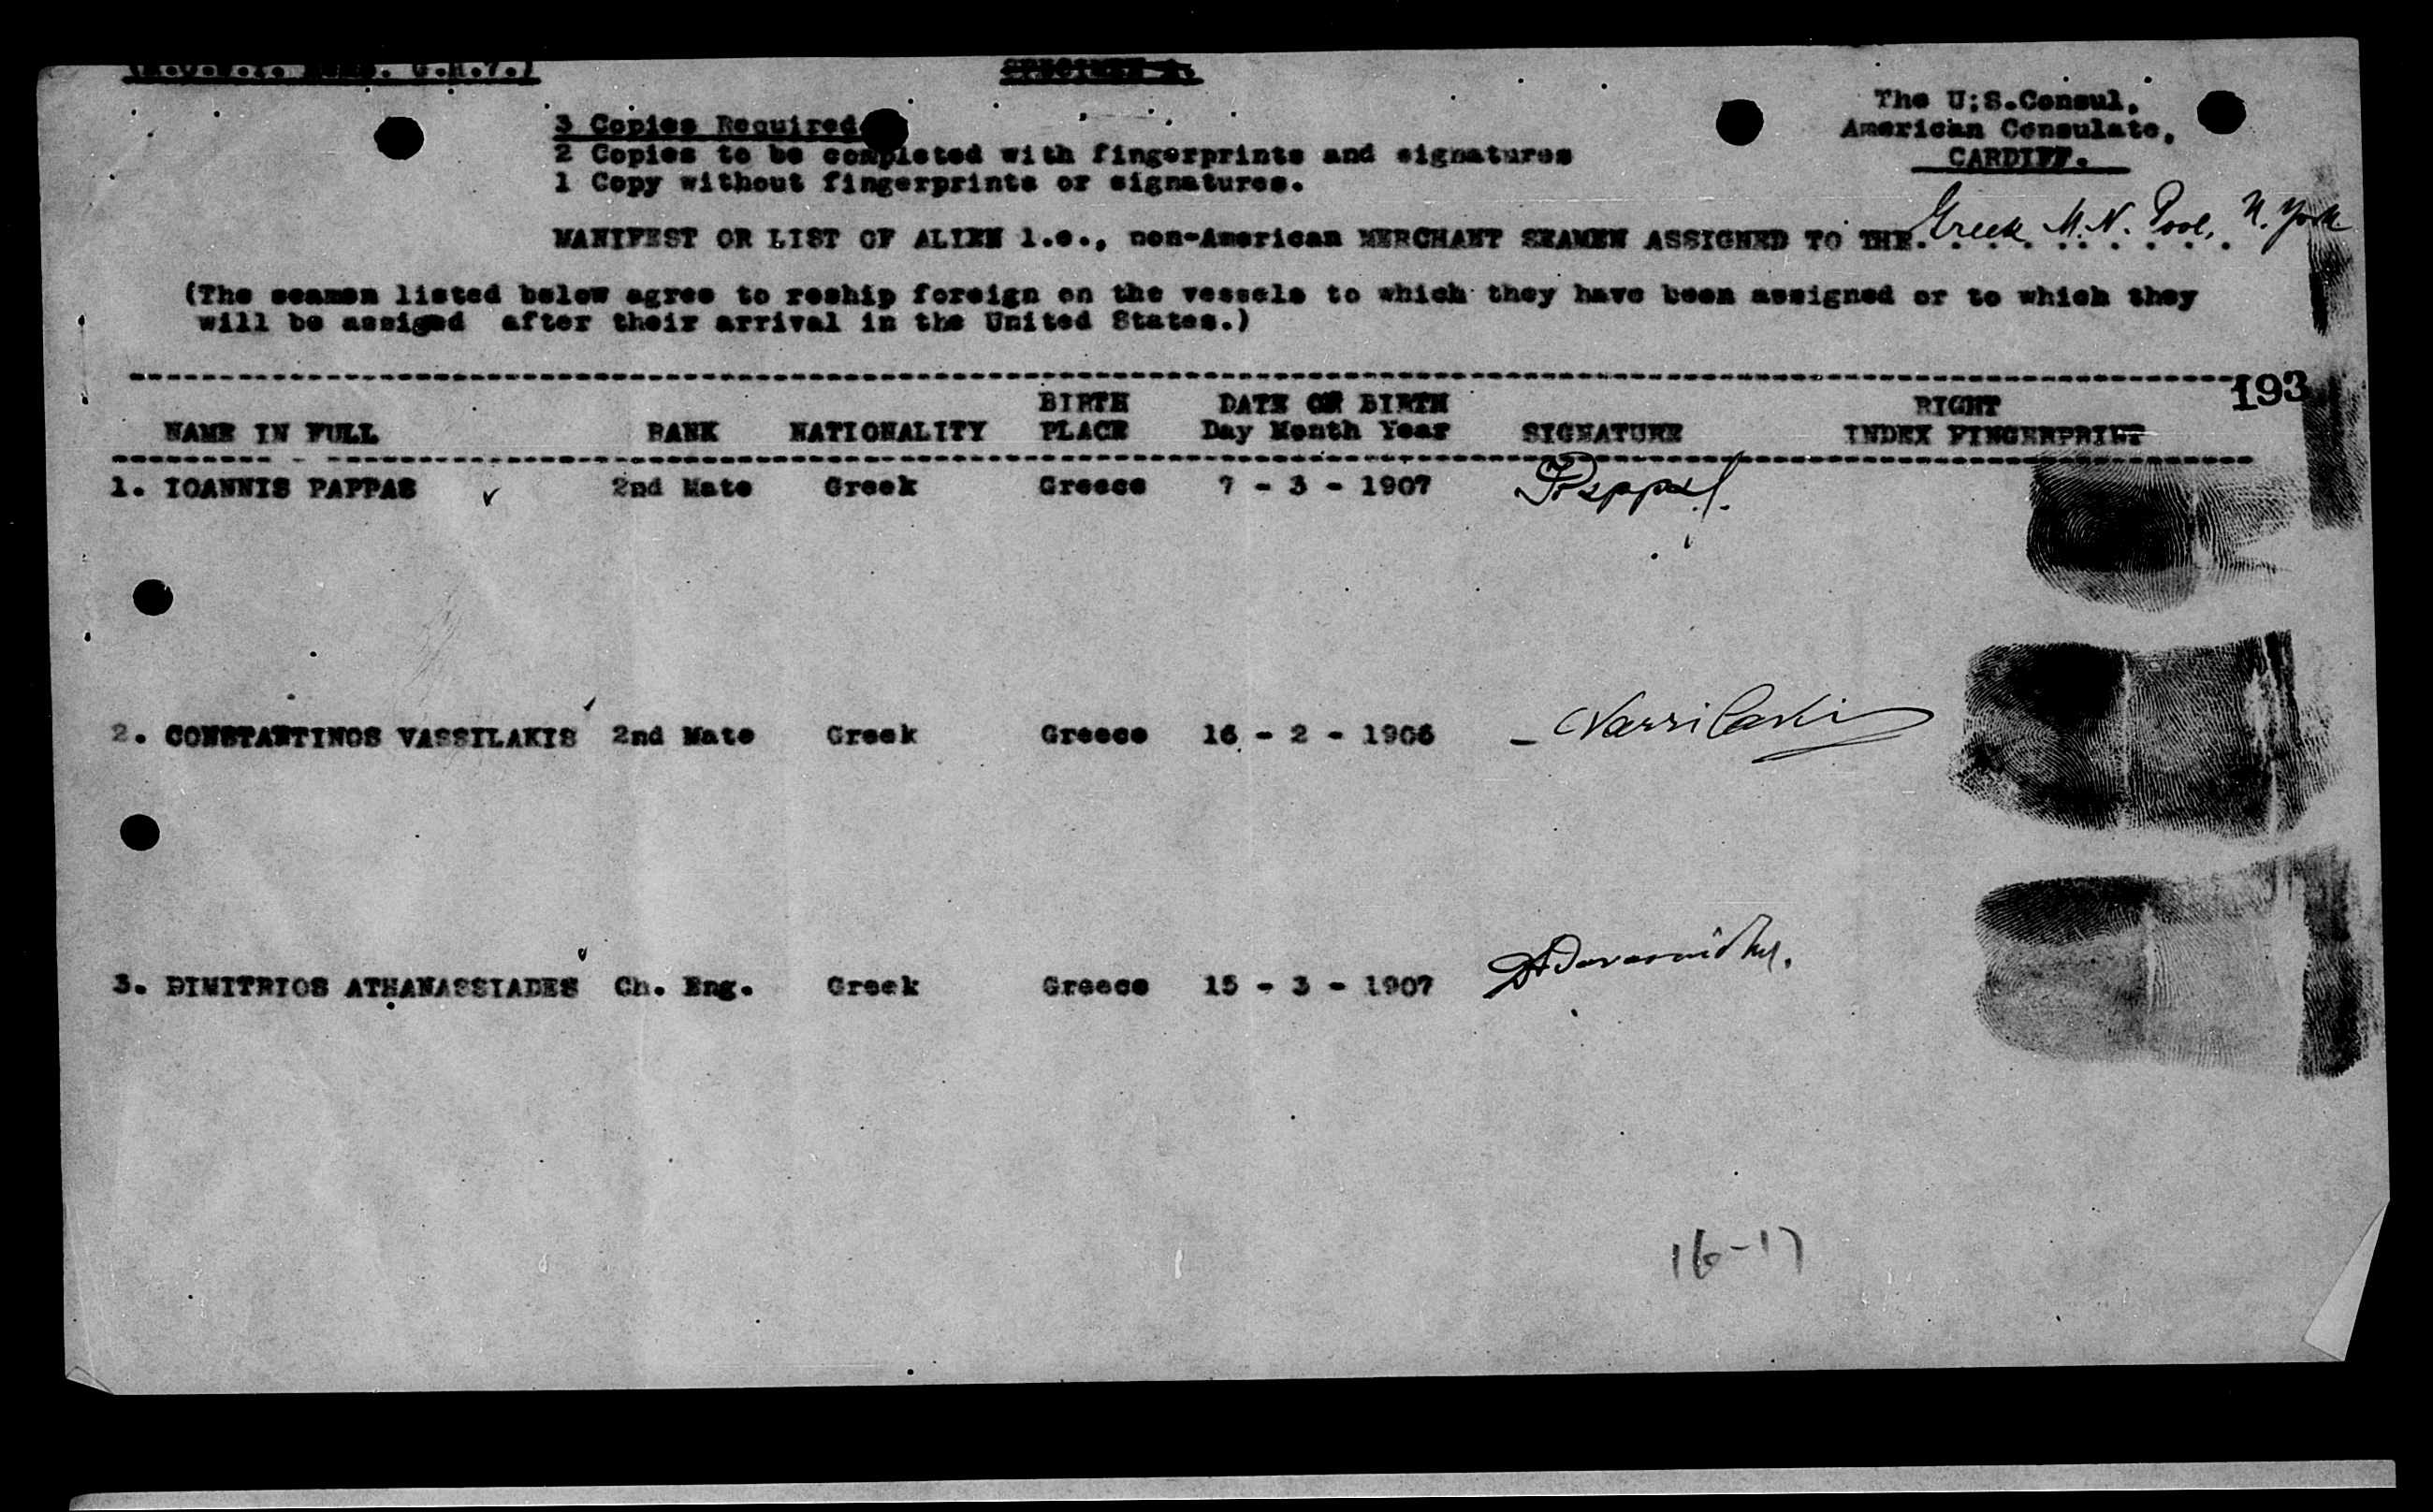 The U;S.Consul,
American Consulate,
CARDIFF.
3 Copies Required
2 Copies to be completed with fingerprints and signatures
1 Copy without fingerprints or signatures.
MANIFEST OR LIST OF ALIEN i.e., non-American MERCHANT SEAMEN ASSIGNED TO THE Greek M.N. Pool, N. York
(The seamen listed below agree to reship foreign on the vessels to which they have been assigned or to which they
will be assigned after their arrival in the United States.)
193
NAME IN FULL RANK NATIONALITY BIRTH PLACE DATE OF BIRTH Day Month Year SIGNATURE RIGHT INDEX FINGERPRINT
1. IOANNIS PAPPAS 2nd Mate Greek Greece 7 - 3 - 1907
2. CONSTANTINOS VASSILAKIS 2nd Mate Greek Greece 16 - 2 - 1906
3. DIMITRIOS ATHANASSIADES Ch. Eng. Greek Greece 15 - 3 - 1907
16-17